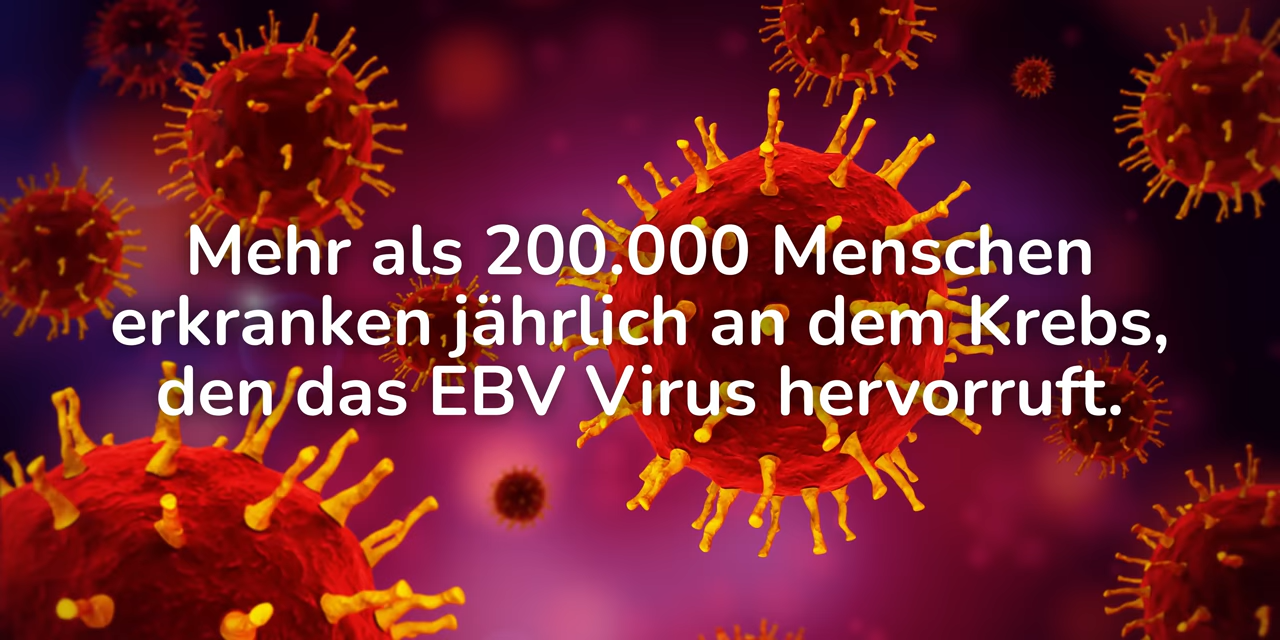 Mehr als 200.000 Menschen
erkranken jährlich an dem Krebs,
den das EBV Virus hervorruft.